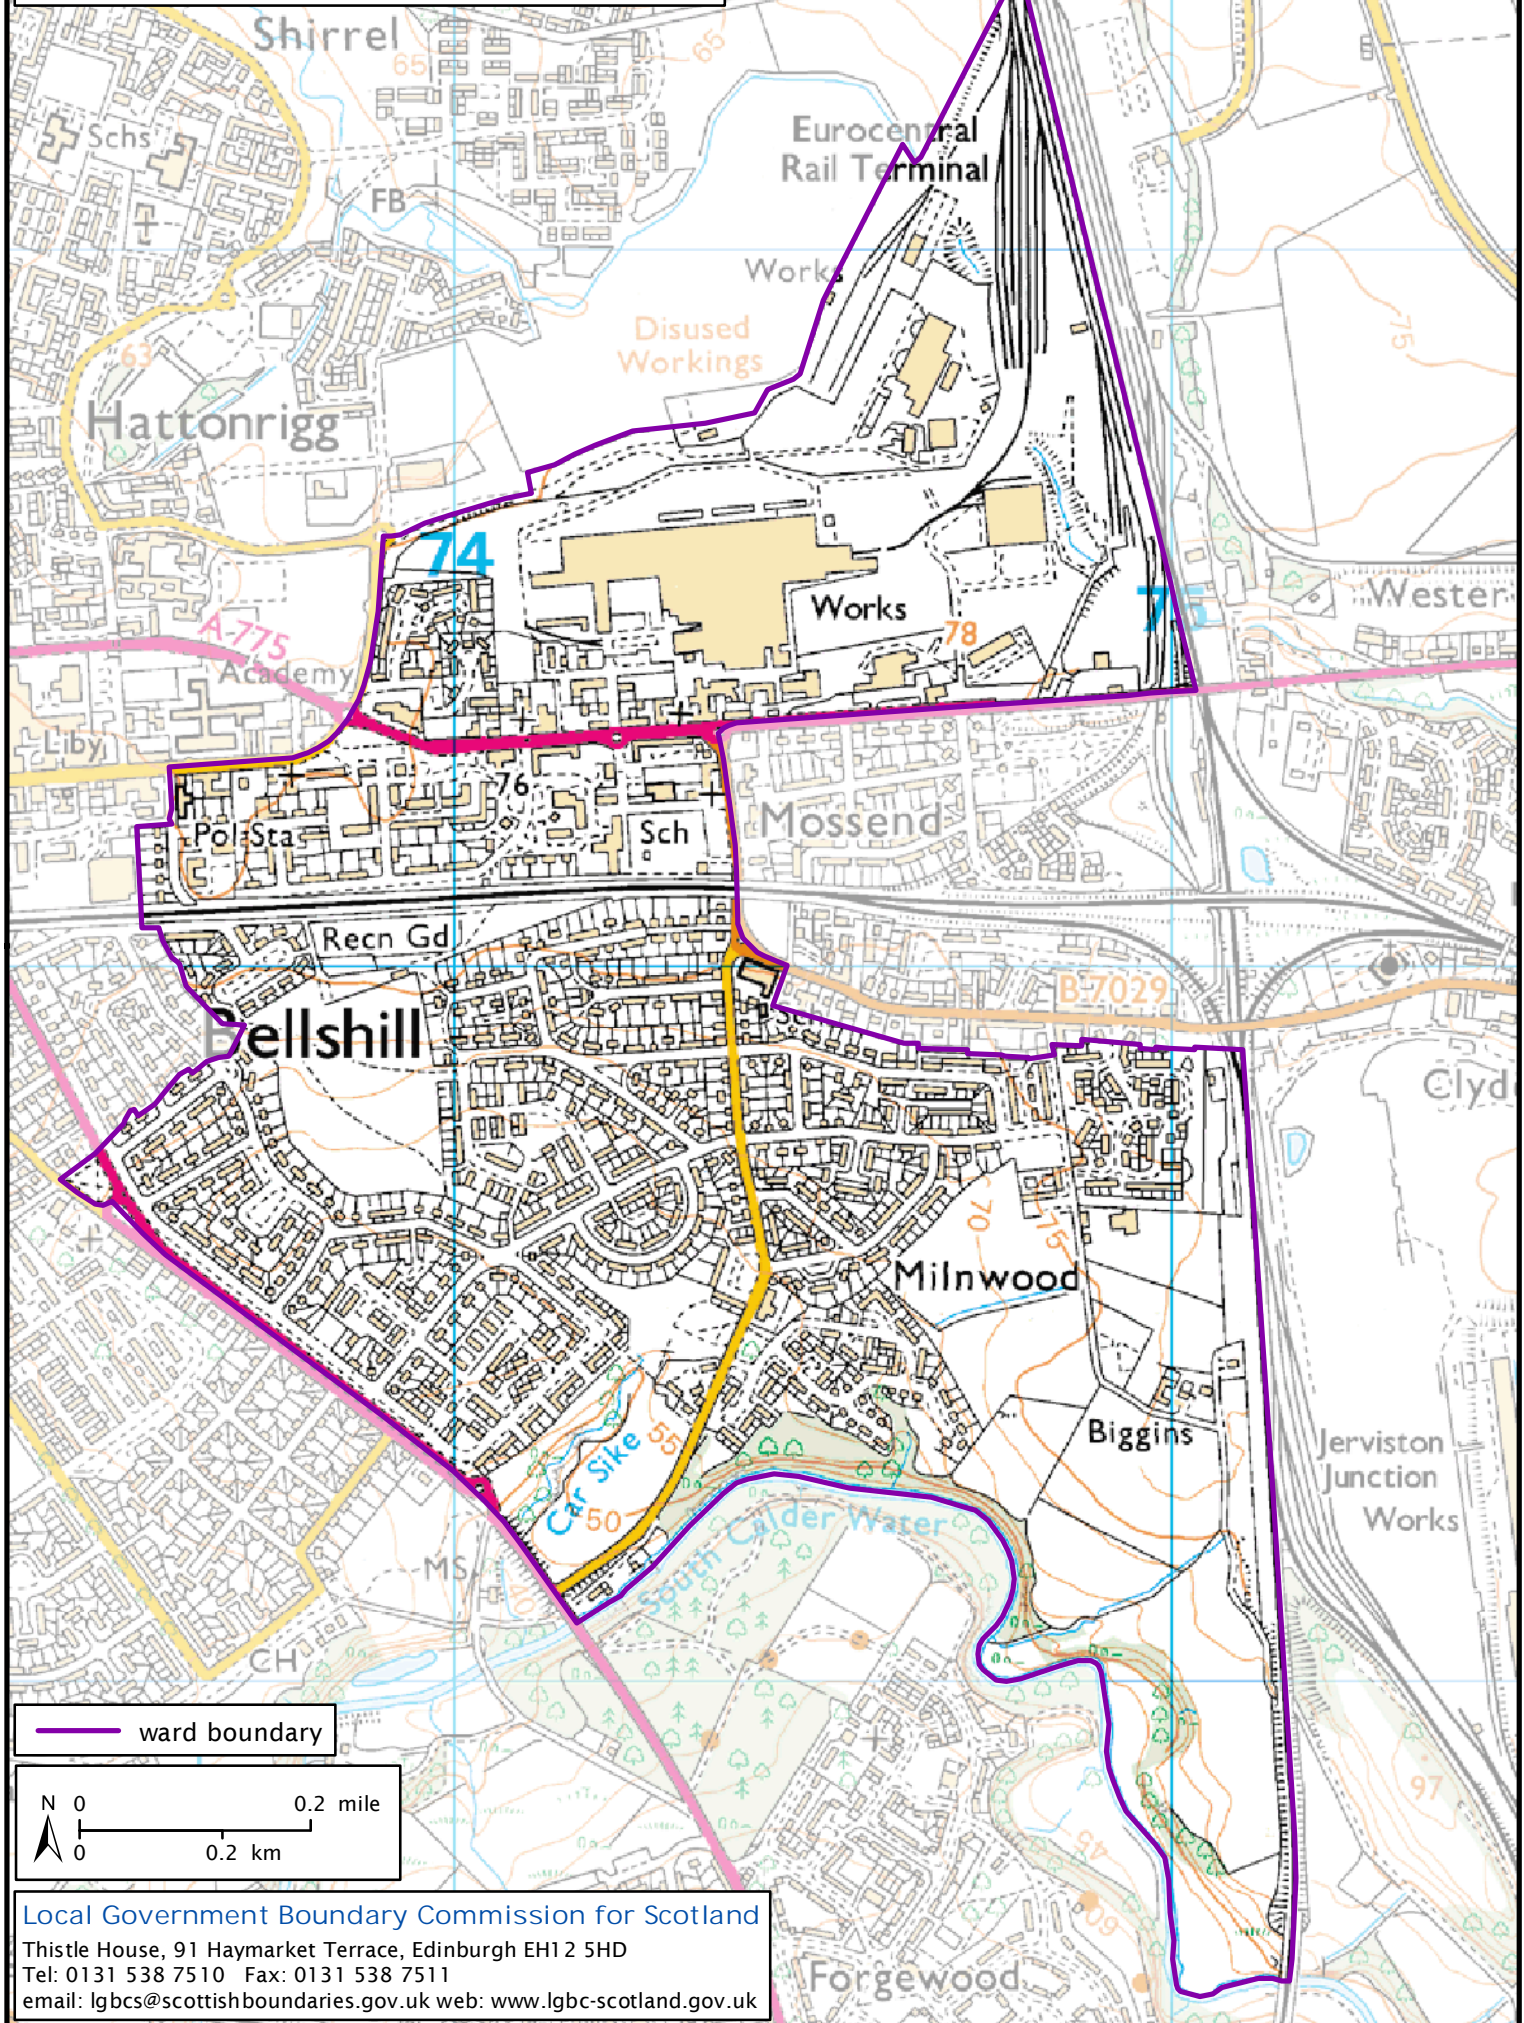 Shirrel
65
65
Schs
Eurocentral
Rail Terminal
FB
Works
Disused
Workings
63
75
Hattonrigg
74
75
Works
78
Wester
A 775
Academy
Liby
76
Mossend
Pol Sta
Sch
Recn Gd
B 7029
Bellshill
Clyd
70
75
Milnwood
Biggins
55
Car Sike
50
Jerviston
Junction
Works
South Calder Water
MS
40
CH
ward boundary
97
N 0 0.2 mile
0 0.2 km
45
60
Local Government Boundary Commission for Scotland
Thistle House, 91 Haymarket Terrace, Edinburgh EH12 5HD
Tel: 0131 538 7510 Fax: 0131 538 7511
email: lgbcs@scottishboundaries.gov.uk web: www.lgbc-scotland.gov.uk
Forgewood